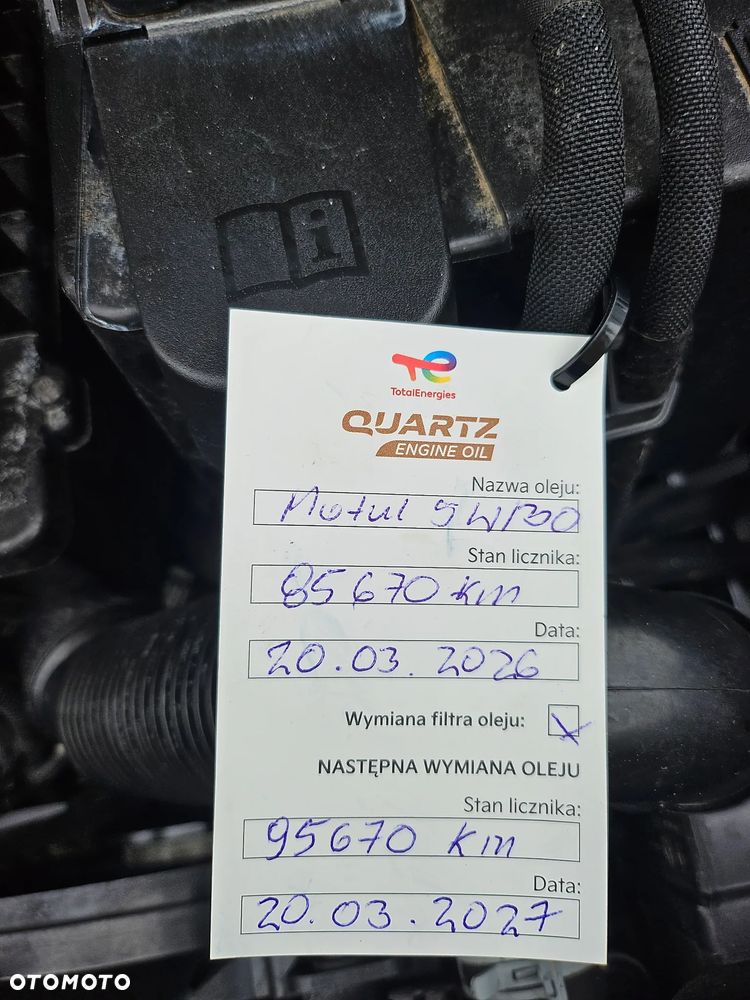 i
TotalEnergies
QUARTZ
ENGINE OIL
Nazwa oleju:
Motul 5W/30
Stan licznika:
85670 km
Data:
20.03.2026
Wymiana filtra oleju: X
NASTĘPNA WYMIANA OLEJU
Stan licznika:
95670 km
Data:
20.03.2027
OTOMOTO